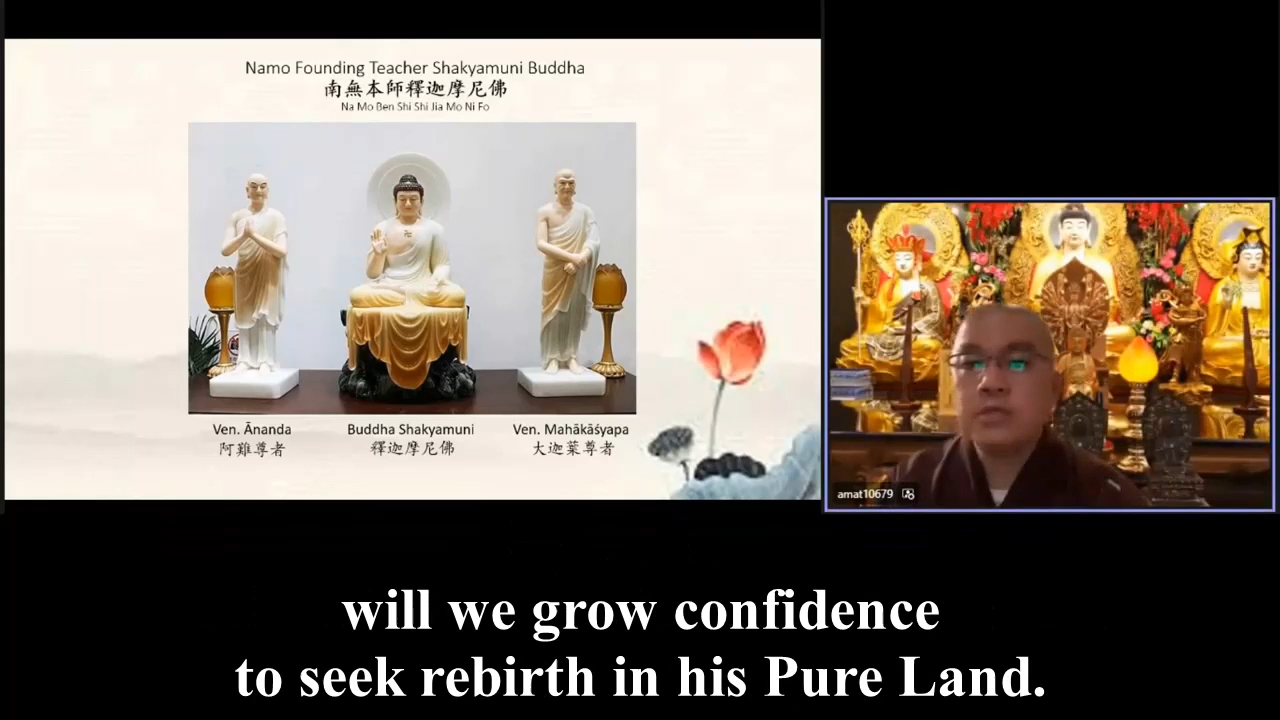 Namo Founding Teacher Shakyamuni Buddha
南無本師釋迦摩尼佛
Na Mo Ben Shi Shi Jia Mo Ni Fo
Ven. Ānanda
阿難尊者
Buddha Shakyamuni
釋迦摩尼佛
Ven. Mahākāśyapa
大迦葉尊者
amat10679
will we grow confidence
to seek rebirth in his Pure Land.